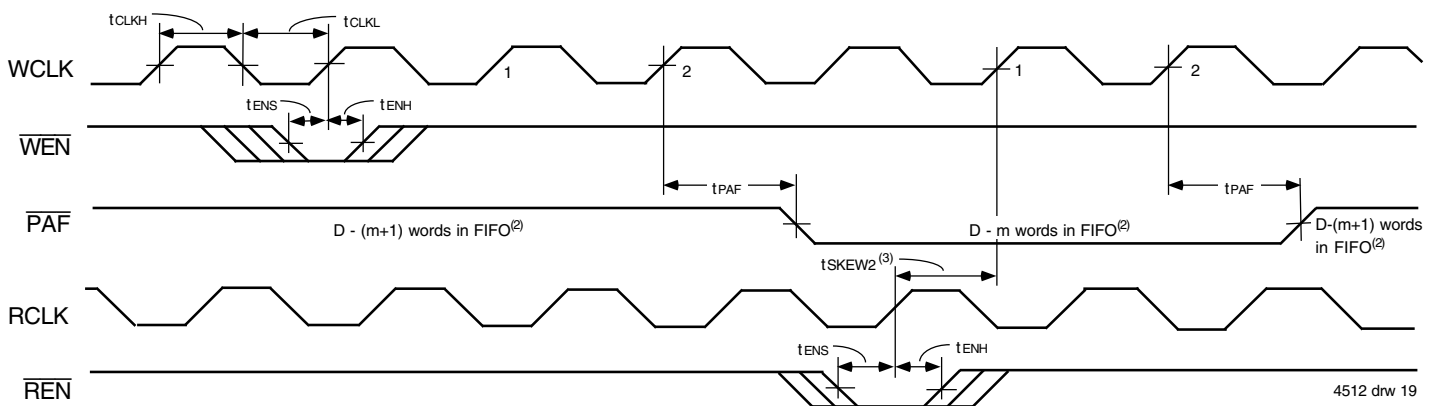 tCLKH
tCLKL
WCLK
1
2
1
2
tENS
tENH
WEN
tPAF
tPAF
PAF
D - (m+1) words in FIFO(2)
D - m words in FIFO(2)
D-(m+1) words
in FIFO(2)
tSKEW2(3)
RCLK
tENS
tENH
REN
4512 drw 19